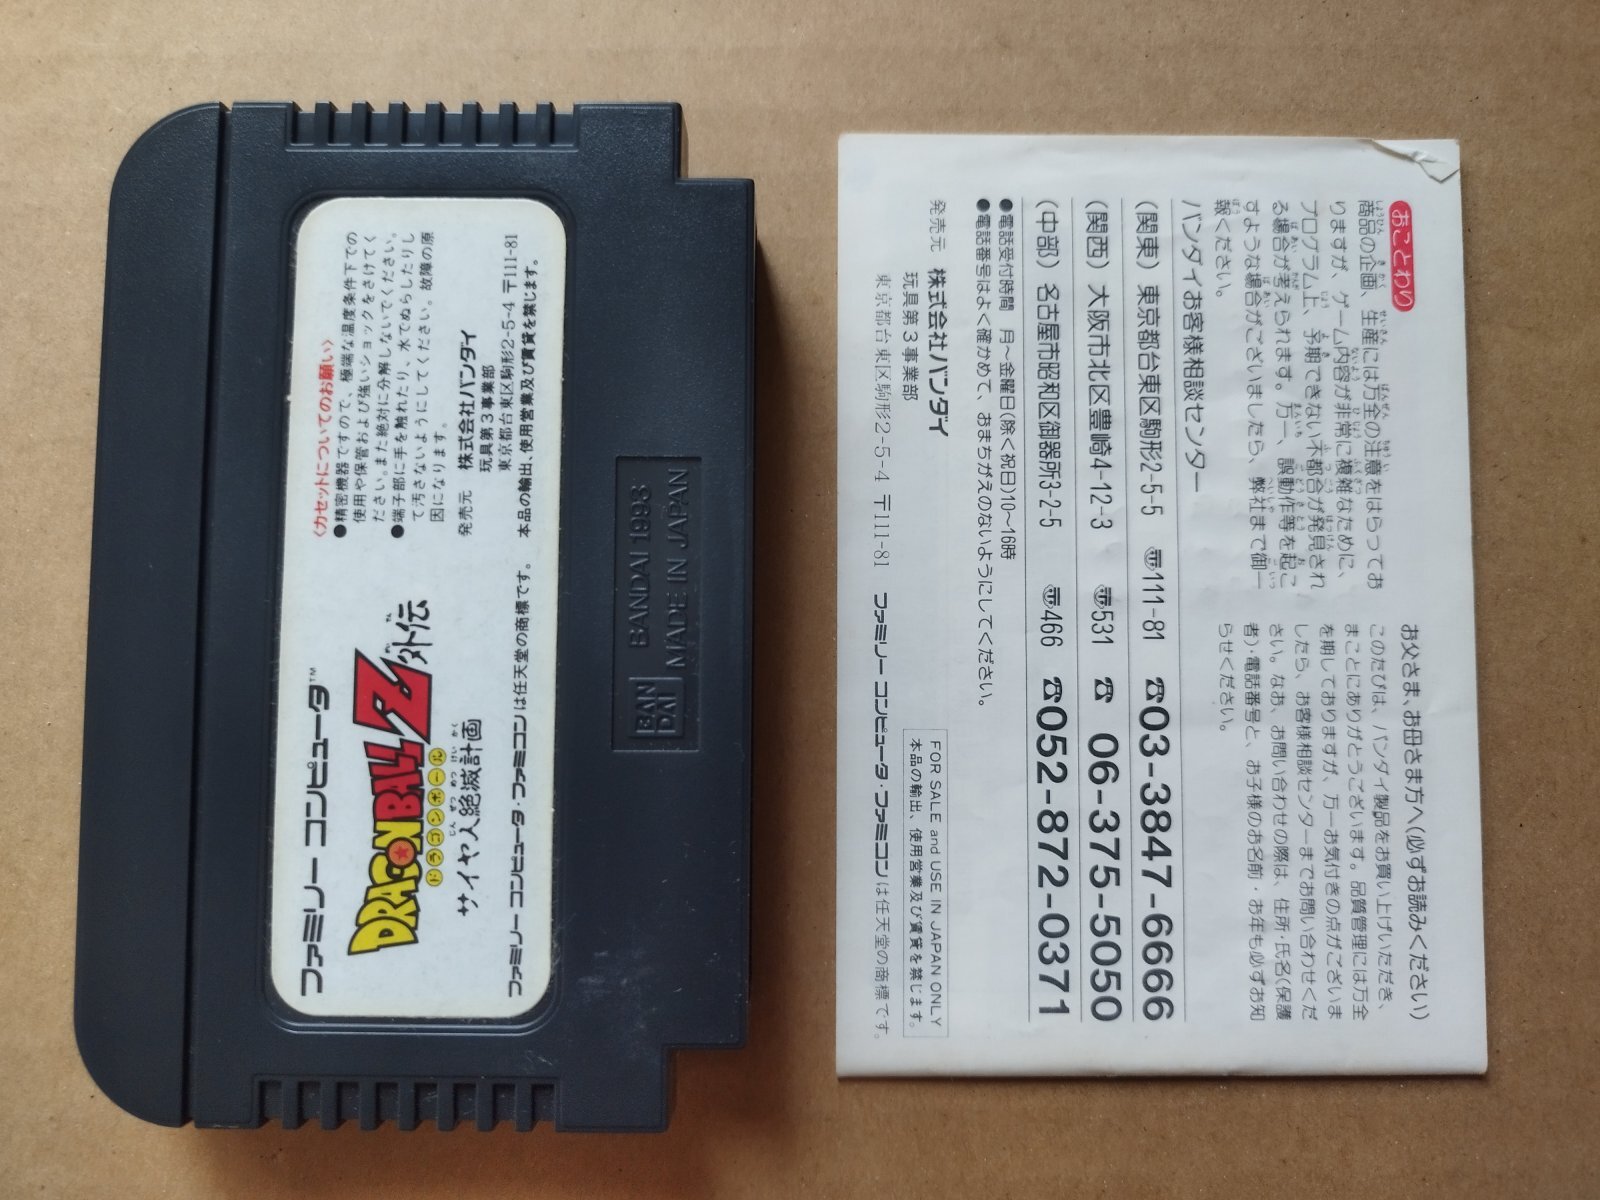 ファミリー コンピュータ™
DRAGON BALL Z 外伝
ドラゴンボール
サイヤ人絶滅計画
ファミリー コンピュータ・ファミコンは任天堂の商標です。
〈カセットについてのお願い〉
●精密機器ですので、極端な温度条件下での
使用や保管および強いショックをさけてく
ださい。また絶対に分解しないでください。
●端子部に手を触れたり、水でぬらしたりし
て汚さないようにしてください。故障の原
因になります。
発売元 株式会社バンダイ
玩具第3事業部
東京都台東区駒形2-5-4 〒111-81
本品の輸出、使用営業及び賃貸を禁じます。
BAN
DAI
BANDAI 1993
MADE IN JAPAN
お父さま、お母さま方へ(必ずお読みください)
このたびは、バンダイ製品をお買い上げいただき、
まことにありがとうございます。品質管理には万全
を期しておりますが、万一お気付きの点がございま
したら、お客様相談センターまでお問い合わせくだ
さい。なお、お問い合わせの際は、住所・氏名(保護
者)・電話番号と、お子様のお名前・お年も必ずお知
らせください。
おことわり
商品の企画、生産には万全の注意をはらってお
りますが、ゲーム内容が非常に複雑なために、
プログラム上、予期できない不都合が発見され
る場合が考えられます。万一、誤動作等を起こ
すような場合がございましたら、弊社まで御一
報ください。
バンダイお客様相談センター
(関東) 東京都台東区駒形2-5-5 〒111-81 ☎03-3847-6666
(関西) 大阪市北区豊崎4-12-3 〒531 ☎ 06-375-5050
(中部) 名古屋市昭和区御器所3-2-5 〒466 ☎052-872-0371
●電話受付時間 月〜金曜日(除く祝日)10〜16時
●電話番号はよく確かめて、おまちがえのないようにしてください。
発売元 株式会社バンダイ
玩具第3事業部
東京都台東区駒形2-5-4 〒111-81
FOR SALE and USE IN JAPAN ONLY
本品の輸出、使用営業及び賃貸を禁じます。
ファミリー コンピュータ・ファミコンは任天堂の商標です。